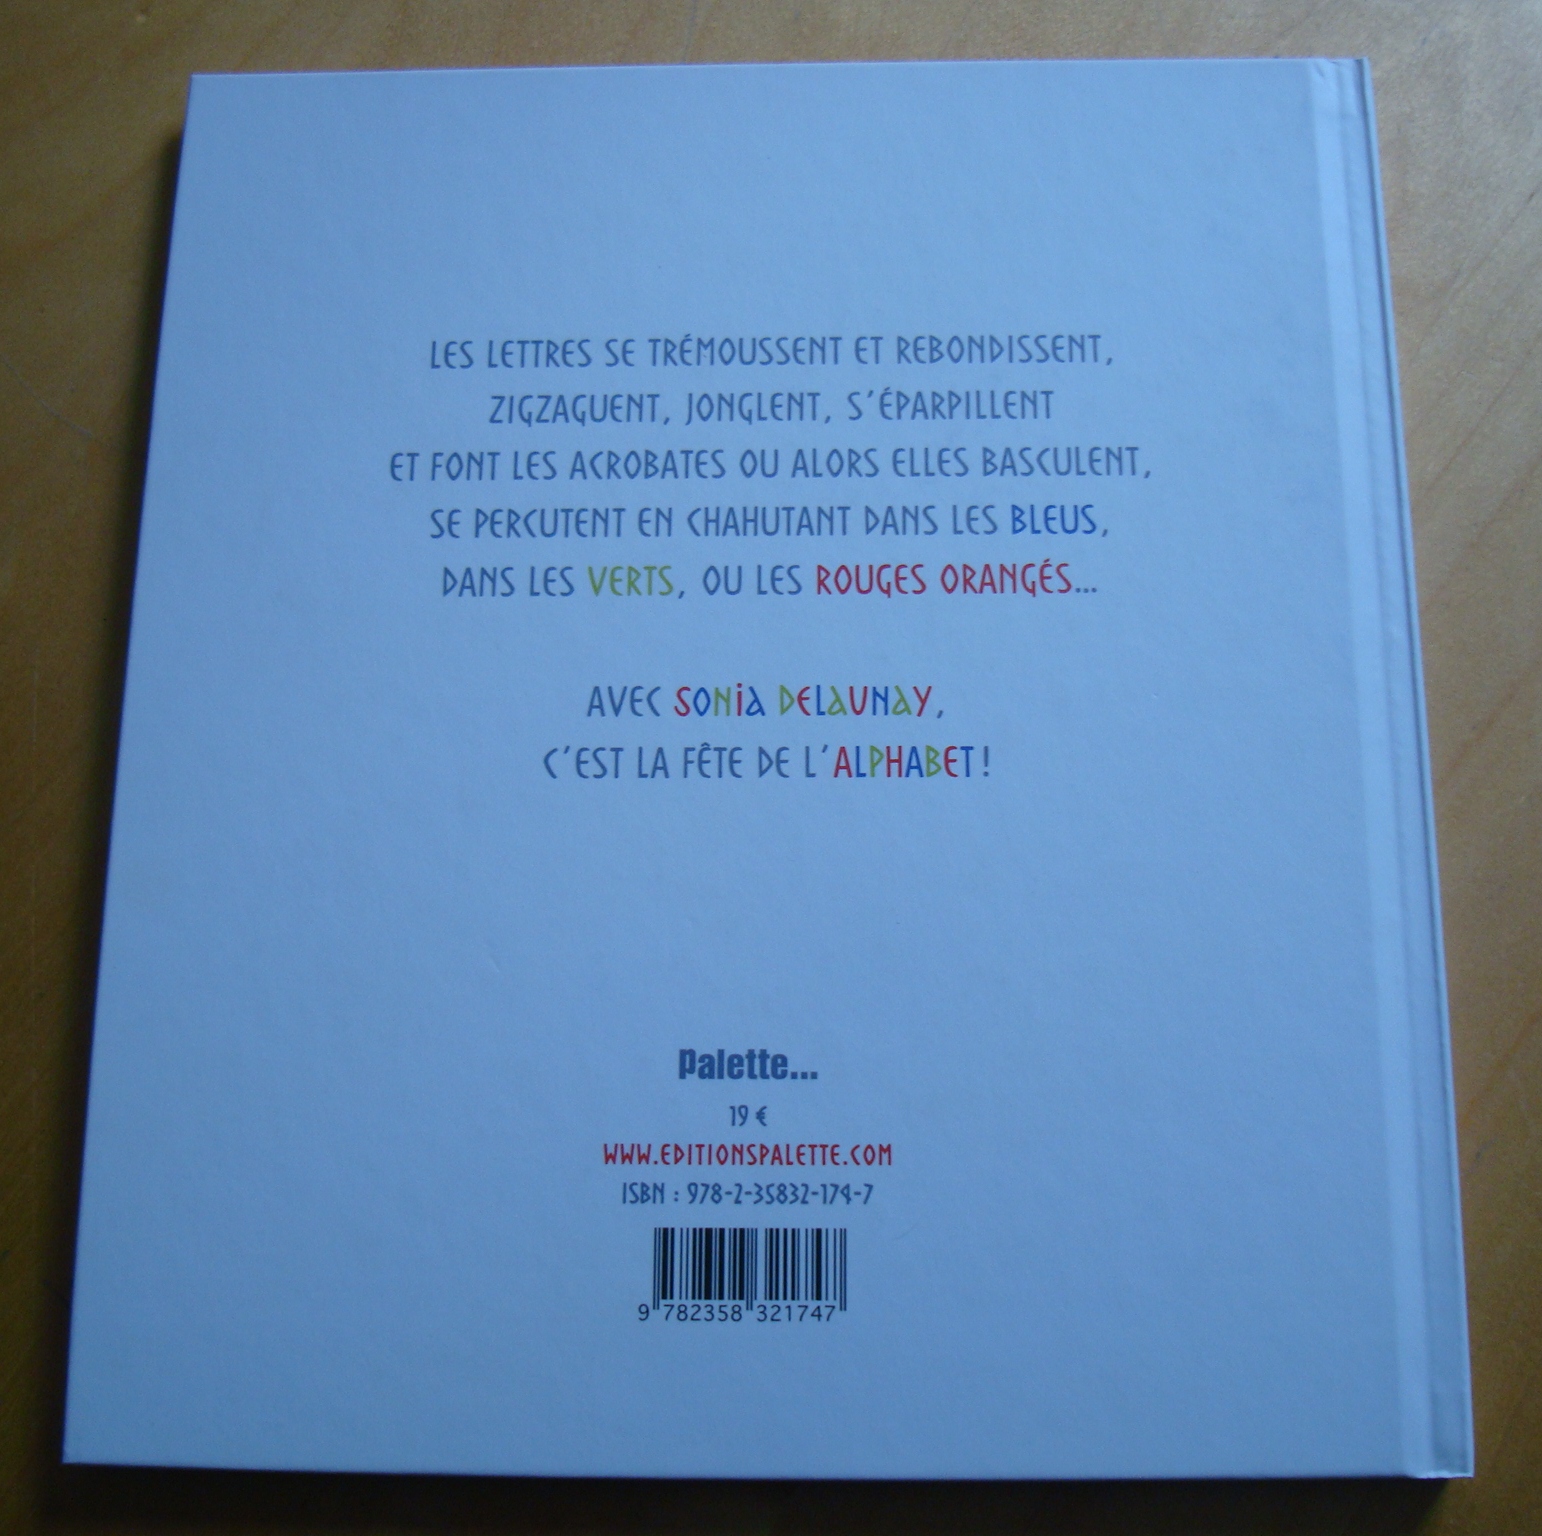 LES LETTRES SE TRÉMOUSSENT ET REBONDISSENT,
ZIGZAGUENT, JONGLENT, S'ÉPARPILLENT
ET FONT LES ACROBATES OU ALORS ELLES BASCULENT,
SE PERCUTENT EN CHAHUTANT DANS LES BLEUS,
DANS LES VERTS, OU LES ROUGES ORANGÉS...
AVEC SONIA DELAUNAY,
C'EST LA FÊTE DE L'ALPHABET !
Palette...
19 €
WWW.EDITIONSPALETTE.COM
ISBN : 978-2-35832-174-7
9 782358 321747